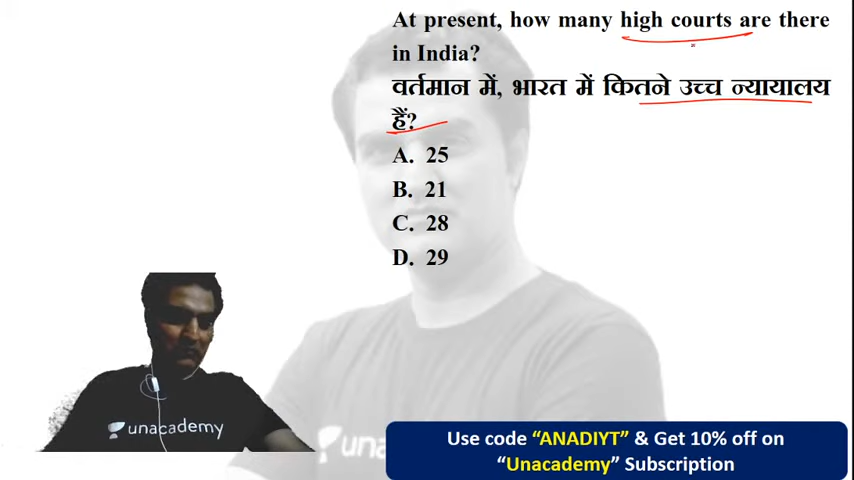 At present, how many high courts are there
in India?
वर्तमान में, भारत में कितने उच्च न्यायालय
हैं?
A. 25
B. 21
C. 28
D. 29
unacademy
una
Use code “ANADIYT” & Get 10% off on
“Unacademy” Subscription